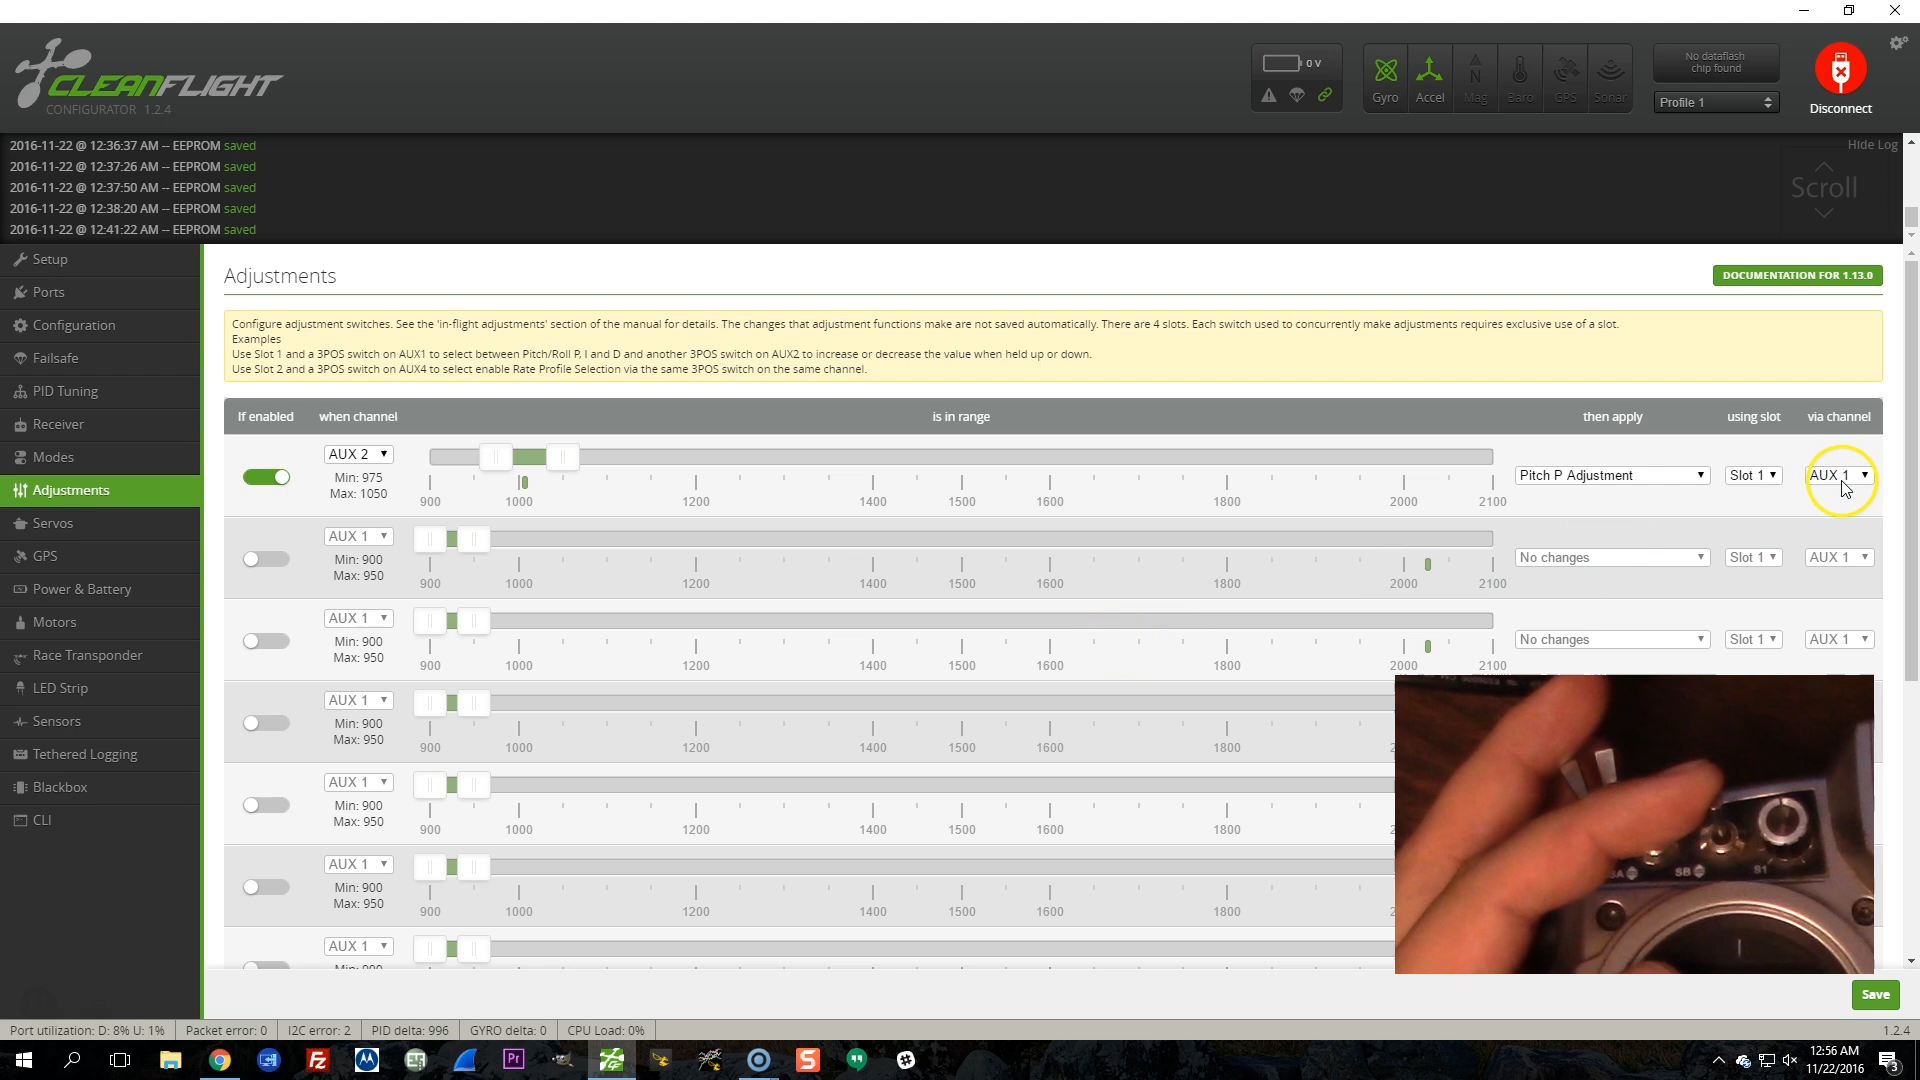 CLEANFLIGHT
CONFIGURATOR 1.2.4
0 V
Gyro
Accel
Mag
Baro
GPS
Sonar
No dataflash
chip found
Profile 1
Disconnect
2016-11-22 @ 12:36:37 AM -- EEPROM saved
2016-11-22 @ 12:37:26 AM -- EEPROM saved
2016-11-22 @ 12:37:50 AM -- EEPROM saved
2016-11-22 @ 12:38:20 AM -- EEPROM saved
2016-11-22 @ 12:41:22 AM -- EEPROM saved
Hide Log
Scroll
Setup
Ports
Configuration
Failsafe
PID Tuning
Receiver
Modes
Adjustments
Servos
GPS
Power & Battery
Motors
Race Transponder
LED Strip
Sensors
Tethered Logging
Blackbox
CLI
Adjustments
DOCUMENTATION FOR 1.13.0
Configure adjustment switches. See the 'in-flight adjustments' section of the manual for details. The changes that adjustment functions make are not saved automatically. There are 4 slots. Each switch used to concurrently make adjustments requires exclusive use of a slot.
Examples
Use Slot 1 and a 3POS switch on AUX1 to select between Pitch/Roll P, I and D and another 3POS switch on AUX2 to increase or decrease the value when held up or down.
Use Slot 2 and a 3POS switch on AUX4 to select enable Rate Profile Selection via the same 3POS switch on the same channel.
If enabled when channel is in range then apply using slot via channel
AUX 2
Min: 975
Max: 1050
900 1000 1200 1400 1500 1600 1800 2000 2100
Pitch P Adjustment Slot 1 AUX 1
AUX 1
Min: 900
Max: 950
900 1000 1200 1400 1500 1600 1800 2000 2100
No changes Slot 1 AUX 1
AUX 1
Min: 900
Max: 950
900 1000 1200 1400 1500 1600 1800 2000 2100
No changes Slot 1 AUX 1
AUX 1
Min: 900
Max: 950
900 1000 1200 1400 1500 1600 1800
AUX 1
Min: 900
Max: 950
900 1000 1200 1400 1500 1600 1800
AUX 1
Min: 900
Max: 950
900 1000 1200 1400 1500 1600 1800
AUX 1
Min: 900
SB
S1
Save
Port utilization: D: 8% U: 1% Packet error: 0 I2C error: 2 PID delta: 996 GYRO delta: 0 CPU Load: 0% 1.2.4
12:56 AM
11/22/2016
3